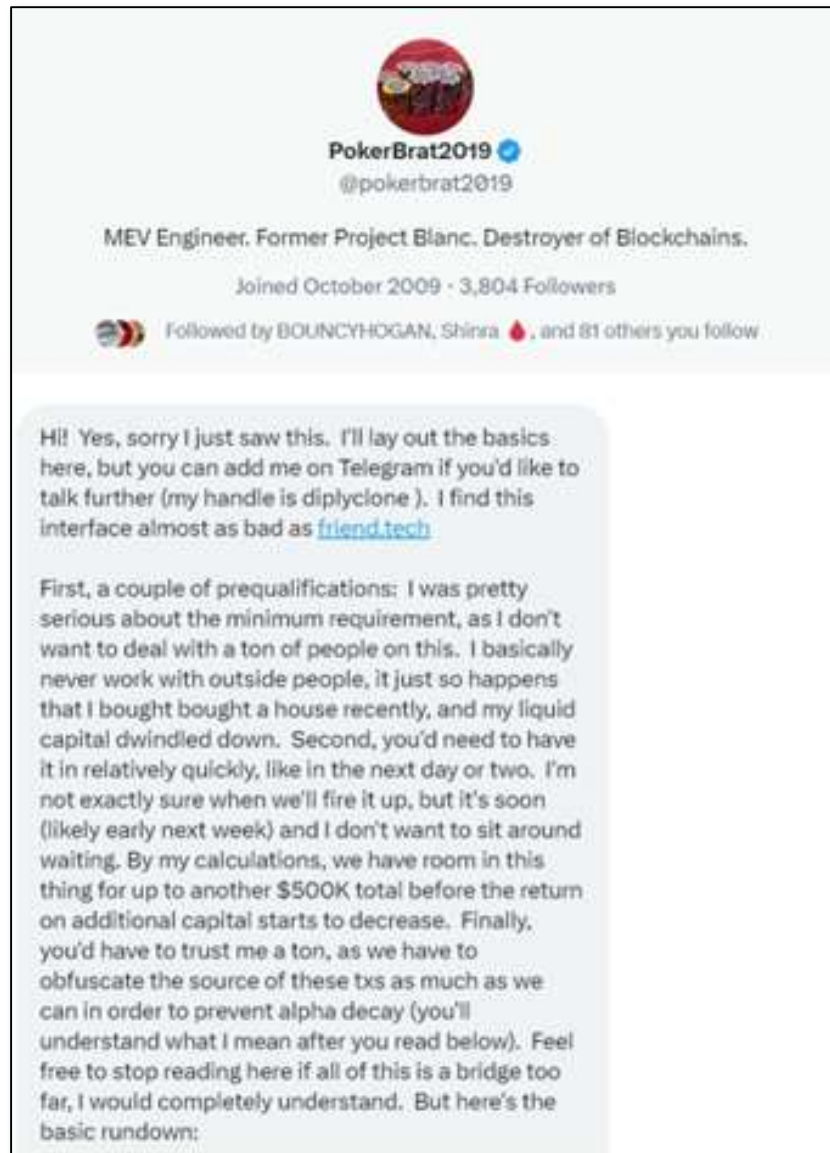 PokerBrat2019
@pokerbrat2019
MEV Engineer. Former Project Blanc. Destroyer of Blockchains.
Joined October 2009 · 3,804 Followers
Followed by BOUNCYHOGAN, Shinra 🩸, and 81 others you follow
Hi! Yes, sorry I just saw this. I'll lay out the basics
here, but you can add me on Telegram if you'd like to
talk further (my handle is diplyclone ). I find this
interface almost as bad as friend.tech
First, a couple of prequalifications: I was pretty
serious about the minimum requirement, as I don't
want to deal with a ton of people on this. I basically
never work with outside people, it just so happens
that I bought bought a house recently, and my liquid
capital dwindled down. Second, you'd need to have
it in relatively quickly, like in the next day or two. I'm
not exactly sure when we'll fire it up, but it's soon
(likely early next week) and I don't want to sit around
waiting. By my calculations, we have room in this
thing for up to another $500K total before the return
on additional capital starts to decrease. Finally,
you'd have to trust me a ton, as we have to
obfuscate the source of these txs as much as we
can in order to prevent alpha decay (you'll
understand what I mean after you read below). Feel
free to stop reading here if all of this is a bridge too
far, I would completely understand. But here's the
basic rundown: